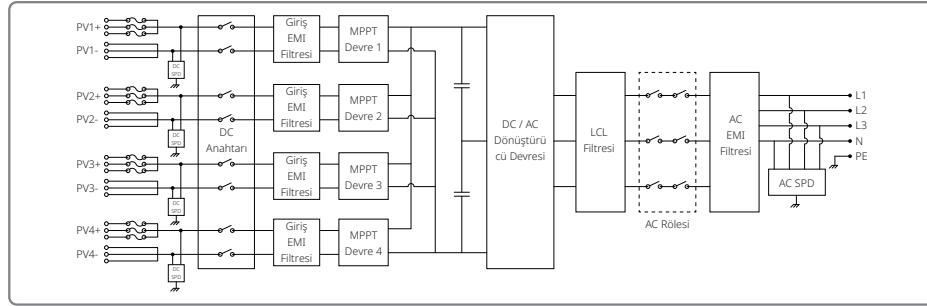 PV1+
PV1-
DC
SPD
PV2+
PV2-
DC
SPD
PV3+
PV3-
DC
SPD
PV4+
PV4-
DC
SPD
DC
Anahtarı
Giriş
EMI
Filtresi
MPPT
Devre 1
Giriş
EMI
Filtresi
MPPT
Devre 2
Giriş
EMI
Filtresi
MPPT
Devre 3
Giriş
EMI
Filtresi
MPPT
Devre 4
DC / AC
Dönüştürü
cü Devresi
LCL
Filtresi
AC Rölesi
AC
EMI
Filtresi
L1
L2
L3
N
PE
AC SPD